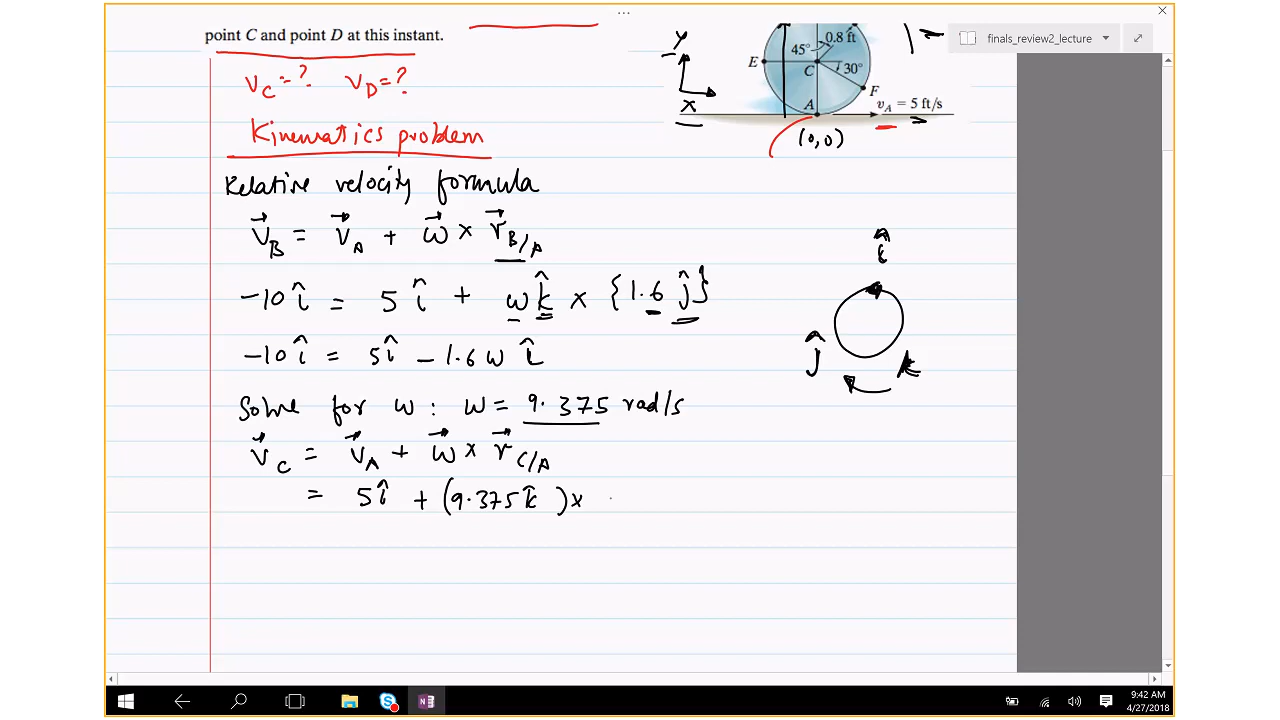 point C and point D at this instant.
V_C = ? V_D = ?
Kinematics problem
Relative velocity formula
V⃗_B = V⃗_A + ω⃗ × r⃗_B/A
-10 î = 5 î + ω k̂ × {1.6 ĵ}
-10 î = 5 î - 1.6 ω î
Solve for ω : ω = 9.375 rad/s
V⃗_C = V⃗_A + ω⃗ × r⃗_C/A
= 5 î + (9.375 k̂ ) ×
y
x
45°
0.8 ft
E
C
30°
F
A
v_A = 5 ft/s
(0,0)
î
ĵ
k
finals_review2_lecture
9:42 AM
4/27/2018